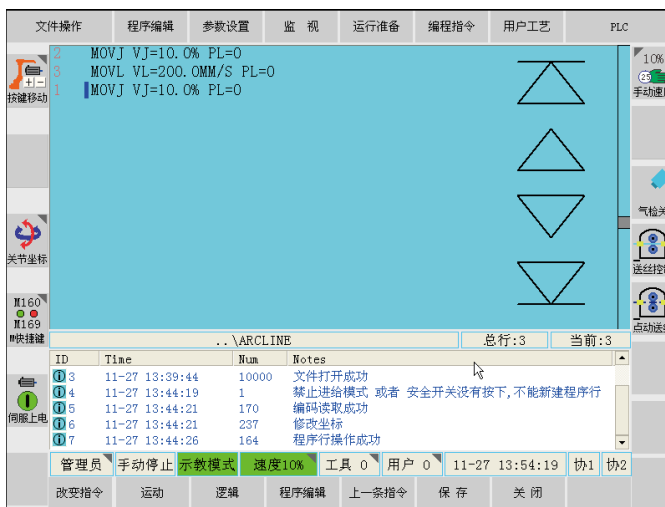 文件操作 程序编辑 参数设置 监 视 运行准备 编程指令 用户工艺 PLC
2 MOVJ VJ=10.0% PL=0
3 MOVL VL=200.0MM/S PL=0
1 MOVJ VJ=10.0% PL=0
按键移动
关节坐标
M160
M169
M快捷键
伺服上电
10%
25
手动速
气检关
送丝控
点动送
..\ARCLINE 总行:3 当前:3
ID Time Num Notes
3 11-27 13:39:44 10000 文件打开成功
4 11-27 13:44:19 1 禁止进给模式 或者 安全开关没有按下,不能新建程序行
5 11-27 13:44:21 170 编码读取成功
6 11-27 13:44:21 237 修改坐标
7 11-27 13:44:26 164 程序行操作成功
管理员 手动停止 示教模式 速度10% 工具 0 用户 0 11-27 13:54:19 协1 协2
改变指令 运动 逻辑 程序编辑 上一条指令 保 存 关 闭